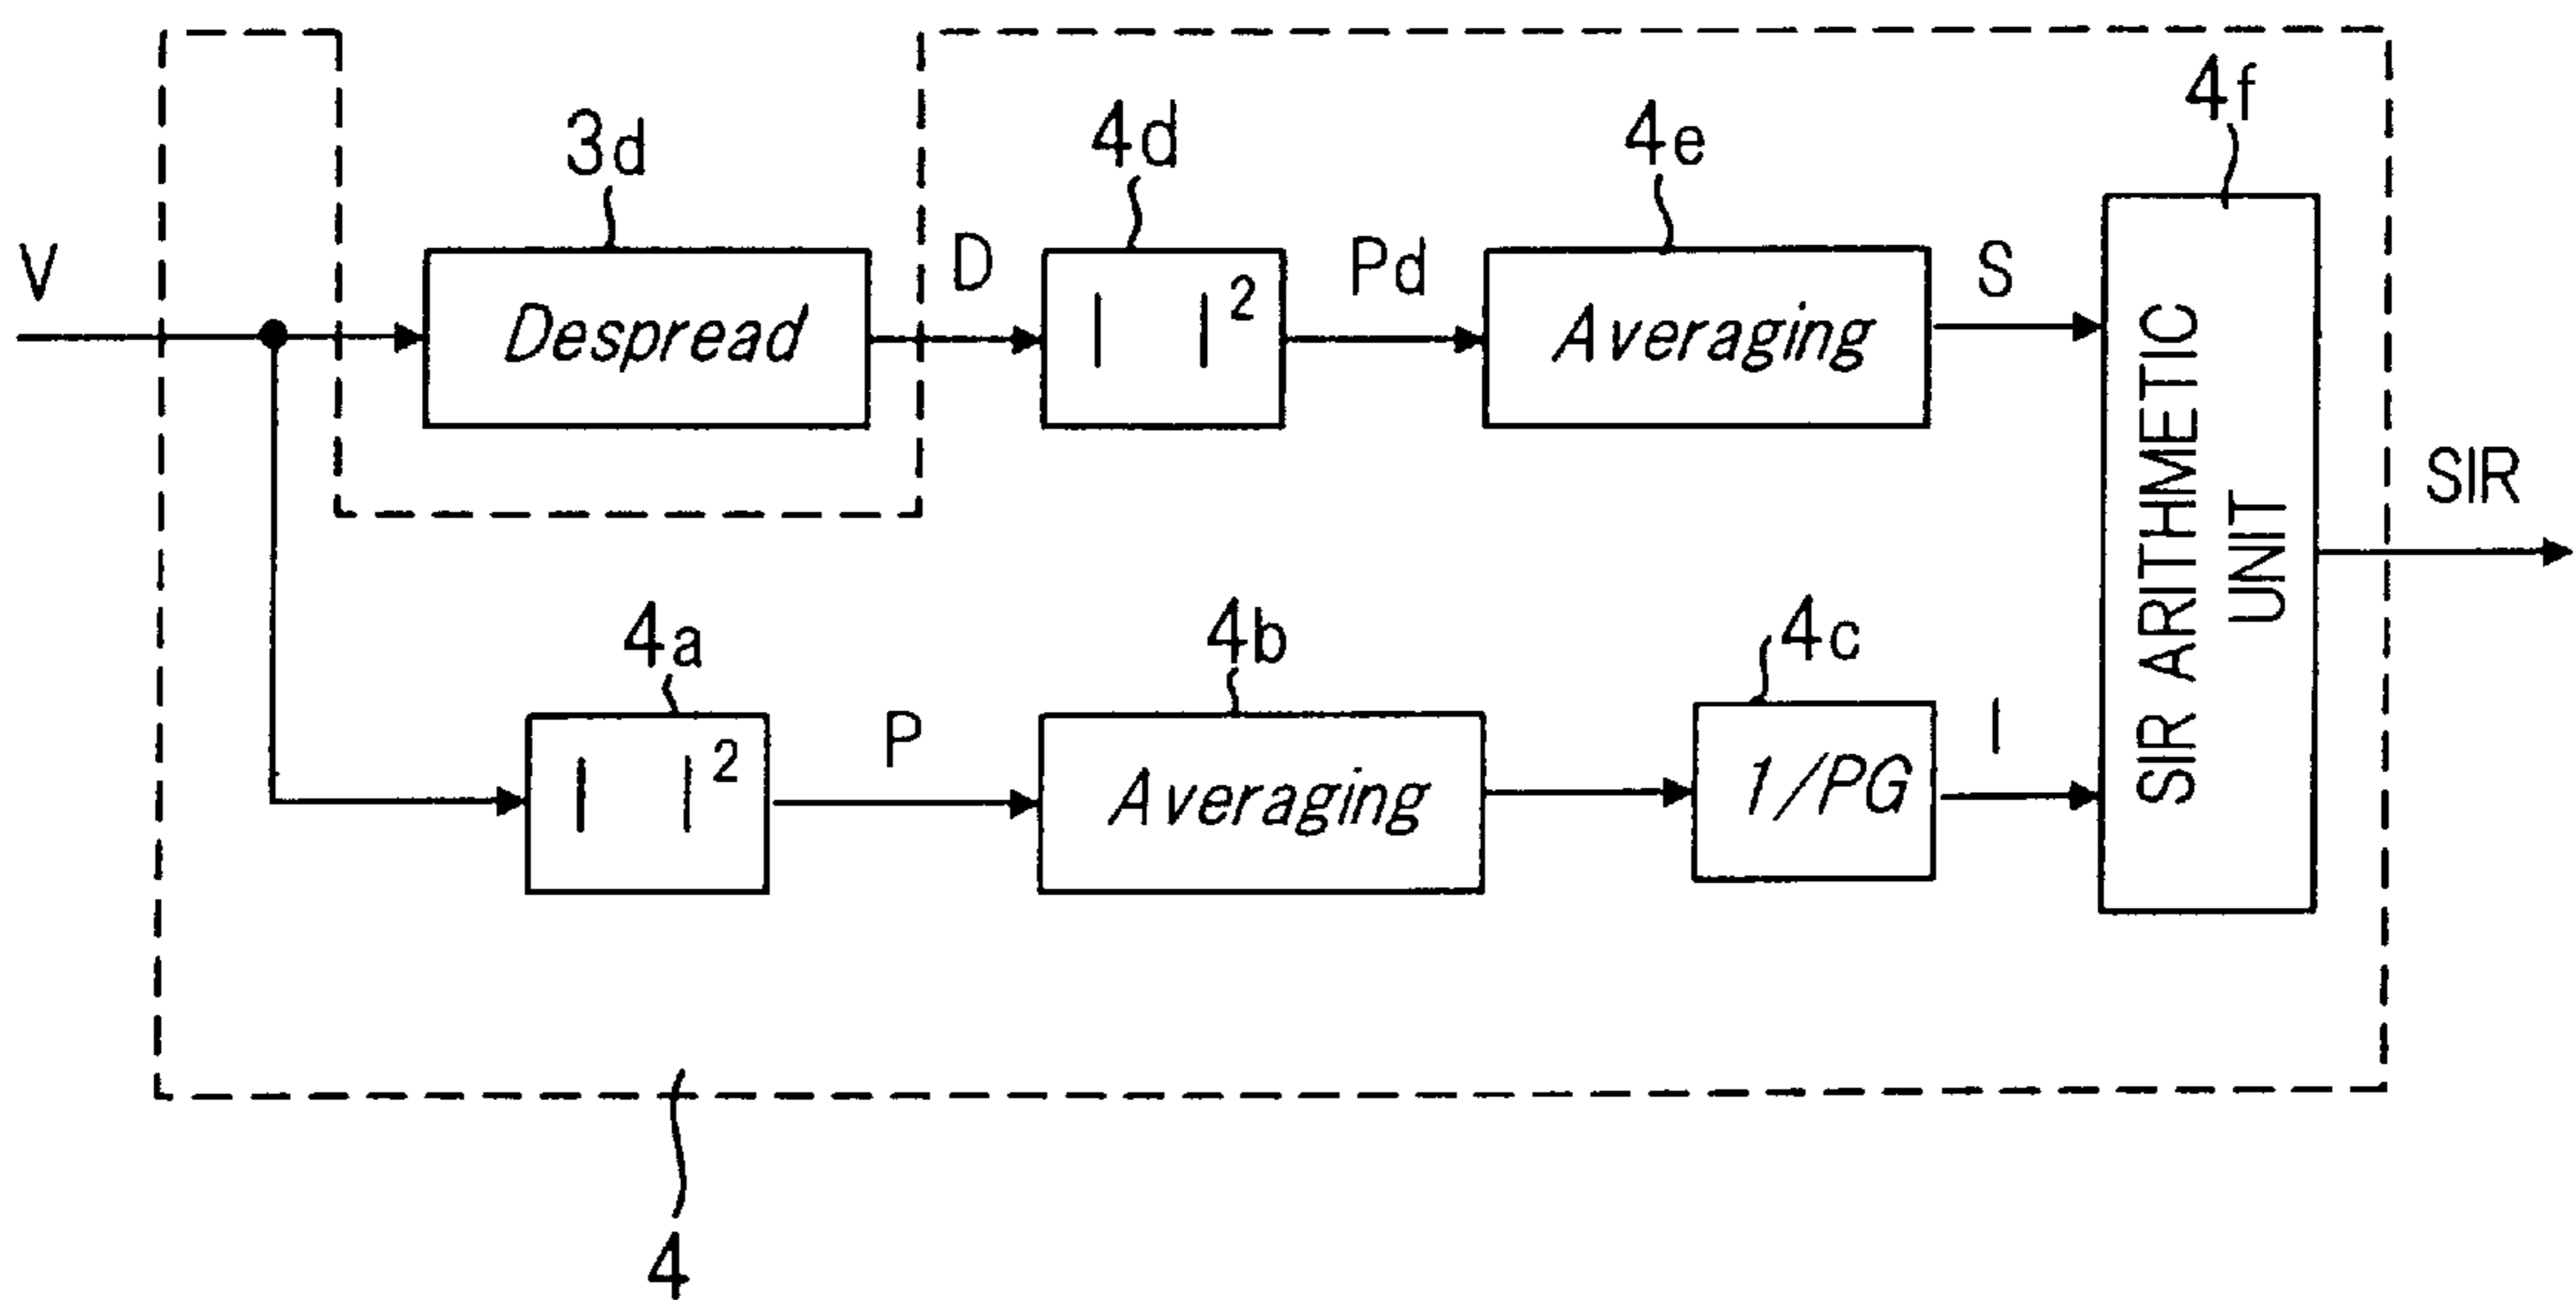 4f
3d
4d
4e
V
D
Pd
S
Despread
| |²
Averaging
SIR ARITHMETIC
UNIT
SIR
4a
4b
4c
P
I
| |²
Averaging
1/PG
4